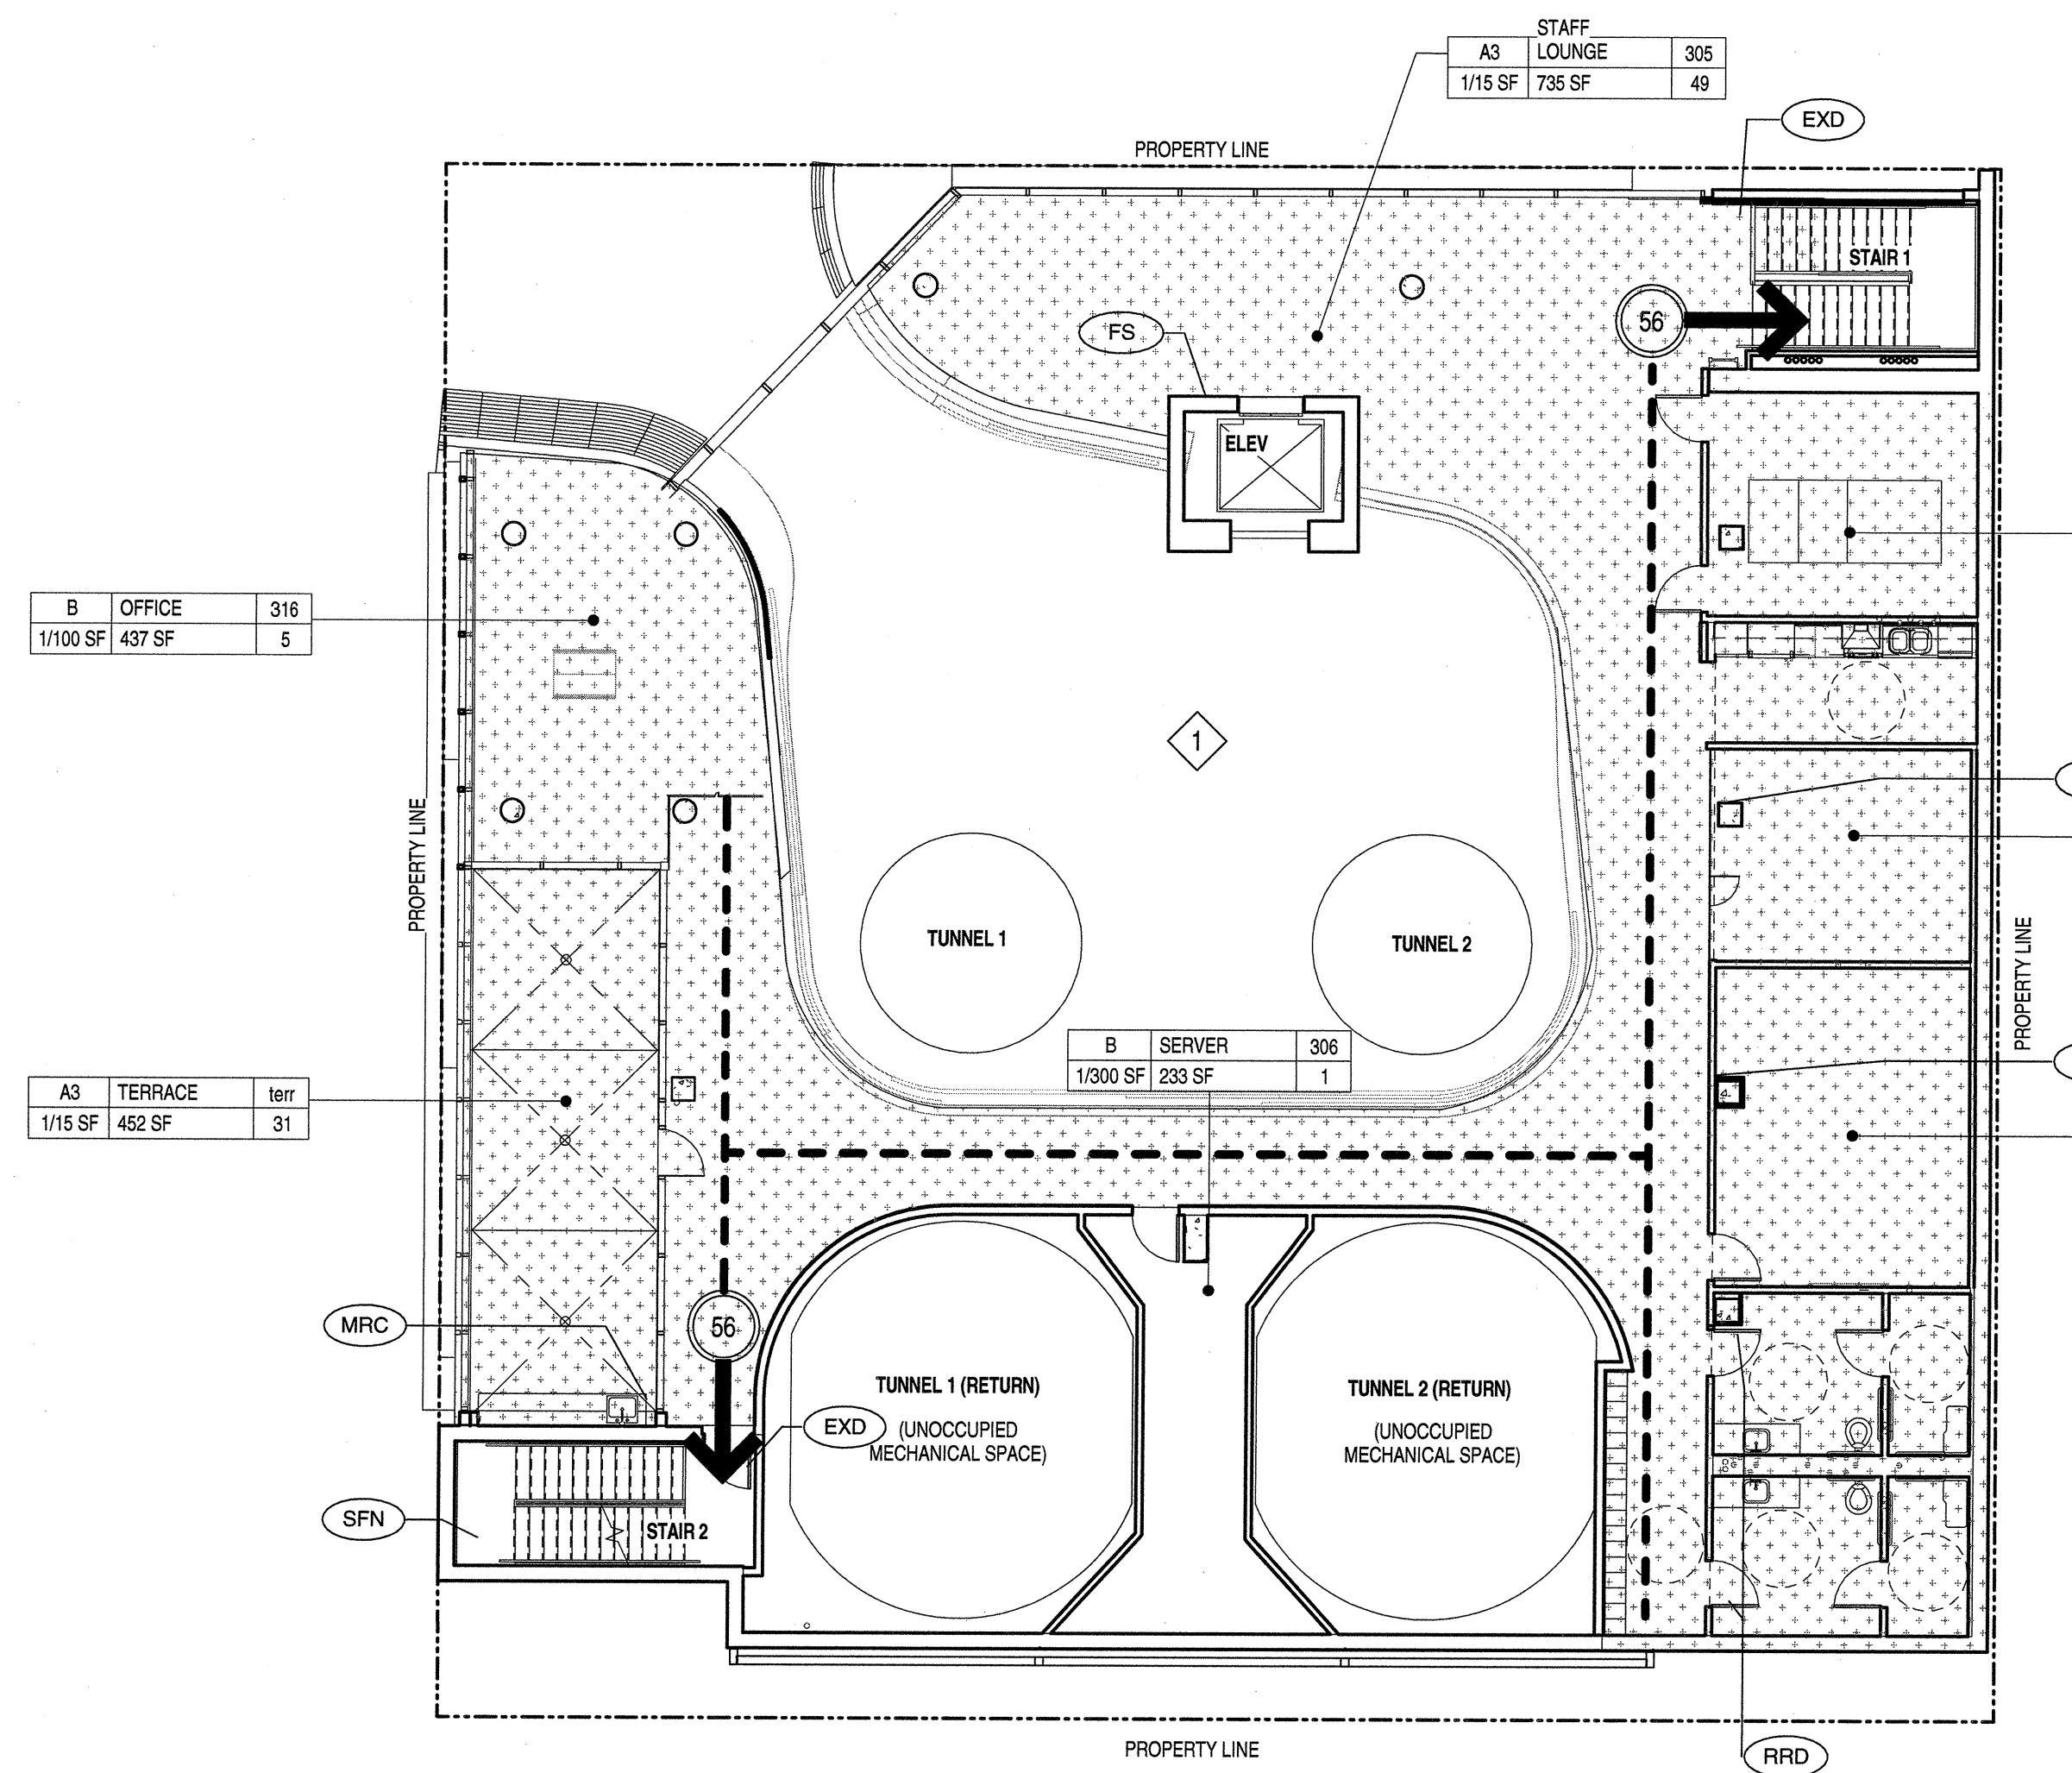 STAFF
A3 LOUNGE 305
1/15 SF 735 SF 49
EXD
PROPERTY LINE
STAIR 1
56
FS
ELEV
B OFFICE 316
1/100 SF 437 SF 5
1
PROPERTY LINE
TUNNEL 1
TUNNEL 2
PROPERTY LINE
B SERVER 306
1/300 SF 233 SF 1
A3 TERRACE terr
1/15 SF 452 SF 31
MRC
56
TUNNEL 1 (RETURN)
(UNOCCUPIED
MECHANICAL SPACE)
TUNNEL 2 (RETURN)
(UNOCCUPIED
MECHANICAL SPACE)
EXD
SFN
STAIR 2
PROPERTY LINE
RRD